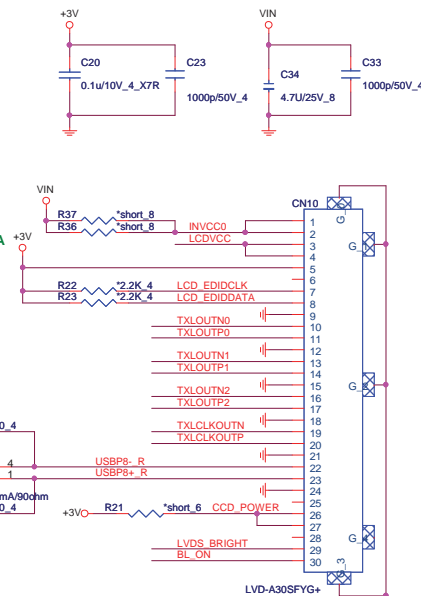 +3V
VIN
C20
0.1u/10V_4_X7R
C23
1000p/50V_4
C34
4.7U/25V_8
C33
1000p/50V_4
VIN
R37 *short_8
R36 *short_8
A +3V
CN10
INVCC0
LCDVCC
R22 *2.2K_4 LCD_EDIDCLK
R23 *2.2K_4 LCD_EDIDDATA
TXLOUTN0
TXLOUTP0
TXLOUTN1
TXLOUTP1
TXLOUTN2
TXLOUTP2
TXLCLKOUTN
TXLCLKOUTP
0_4
4 USBP8-_R
1 USBP8+_R
mA/90ohm
0_4
+3V R21 *short_6 CCD_POWER
LVDS_BRIGHT
BL_ON
1
2
3
4
5
6
7
8
9
10
11
12
13
14
15
16
17
18
19
20
21
22
23
24
25
26
27
28
29
30
G_3
LVD-A30SFYG+